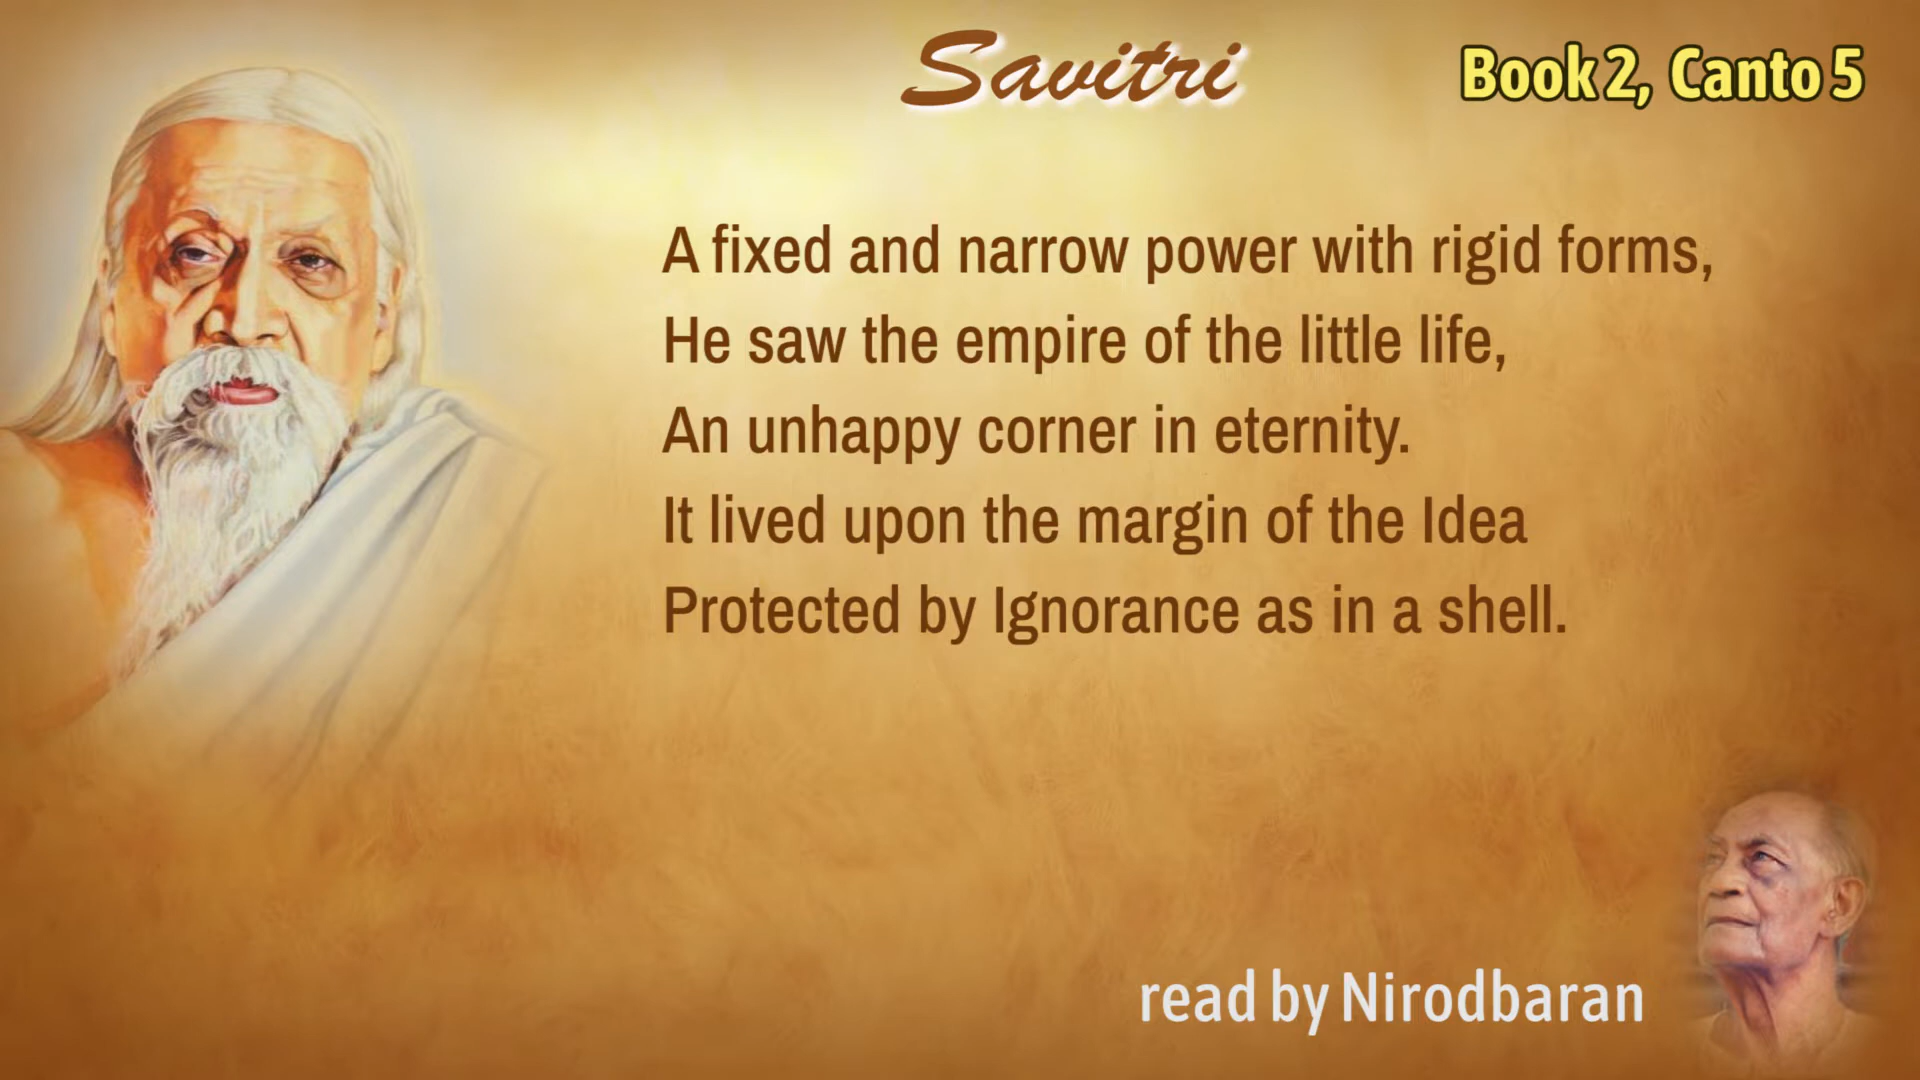 Savitri
Book 2, Canto 5
A fixed and narrow power with rigid forms,
He saw the empire of the little life,
An unhappy corner in eternity.
It lived upon the margin of the Idea
Protected by Ignorance as in a shell.
read by Nirodbaran